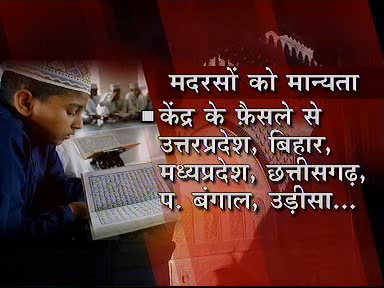 मदरसों को मान्यता
केंद्र के फ़ैसले से
उत्तरप्रदेश, बिहार,
मध्यप्रदेश, छत्तीसगढ़,
प. बंगाल, उड़ीसा...